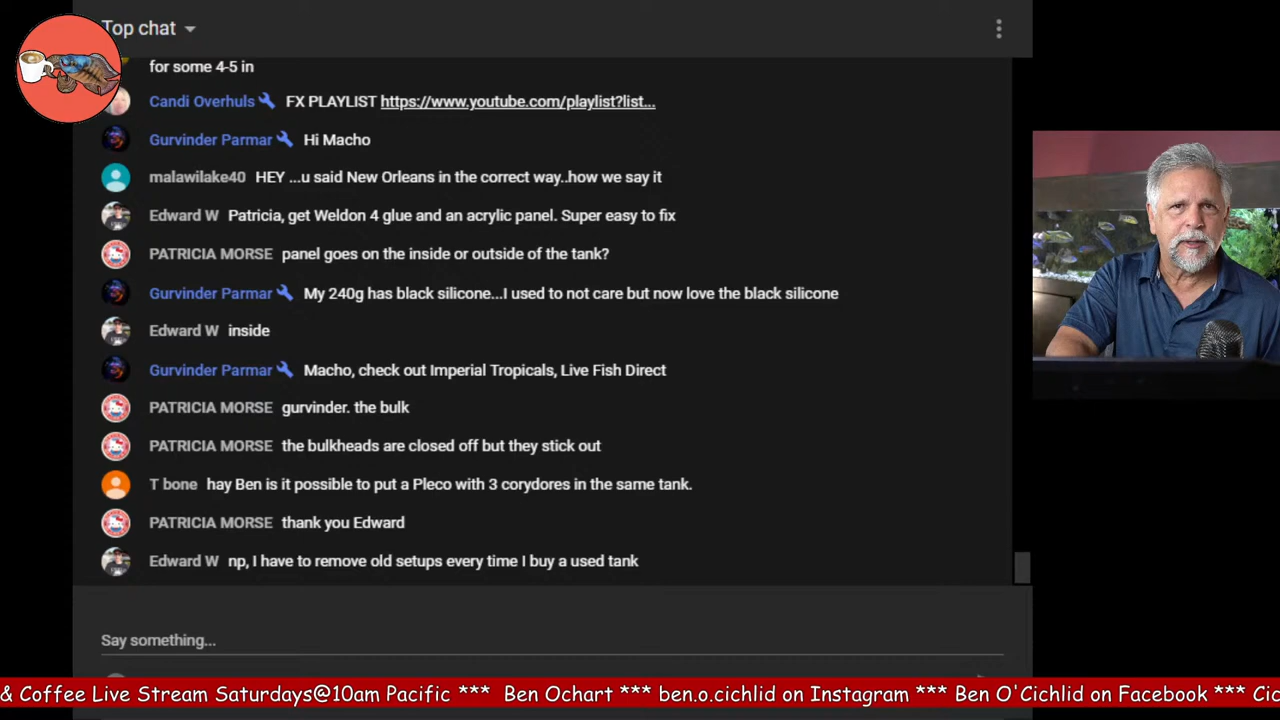 Top chat
for some 4-5 in
Candi Overhuls FX PLAYLIST https://www.youtube.com/playlist?list...
Gurvinder Parmar Hi Macho
malawilake40 HEY ...u said New Orleans in the correct way..how we say it
Edward W Patricia, get Weldon 4 glue and an acrylic panel. Super easy to fix
PATRICIA MORSE panel goes on the inside or outside of the tank?
Gurvinder Parmar My 240g has black silicone...I used to not care but now love the black silicone
Edward W inside
Gurvinder Parmar Macho, check out Imperial Tropicals, Live Fish Direct
PATRICIA MORSE gurvinder. the bulk
PATRICIA MORSE the bulkheads are closed off but they stick out
T bone hay Ben is it possible to put a Pleco with 3 corydores in the same tank.
PATRICIA MORSE thank you Edward
Edward W np, I have to remove old setups every time I buy a used tank
Say something...
& Coffee Live Stream Saturdays@10am Pacific *** Ben Ochart *** ben.o.cichlid on Instagram *** Ben O'Cichlid on Facebook *** Cic